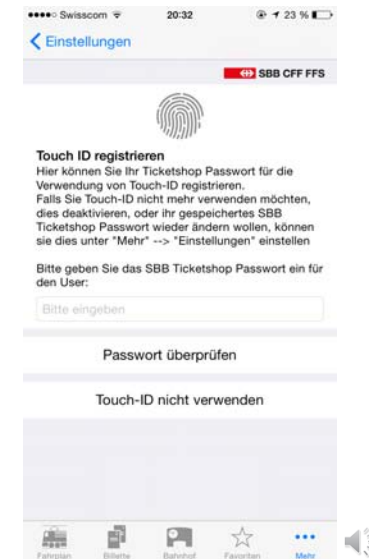 Swisscom 20:32 23 %
Einstellungen
SBB CFF FFS
Touch ID registrieren
Hier können Sie Ihr Ticketshop Passwort für die
Verwendung von Touch-ID registrieren.
Falls Sie Touch-ID nicht mehr verwenden möchten,
dies deaktivieren, oder ihr gespeichertes SBB
Ticketshop Passwort wieder ändern wollen, können
sie dies unter "Mehr" --> "Einstellungen" einstellen
Bitte geben Sie das SBB Ticketshop Passwort ein für
den User:
Bitte eingeben
Passwort überprüfen
Touch-ID nicht verwenden
Fahrplan Billette Bahnhof Favoriten Mehr